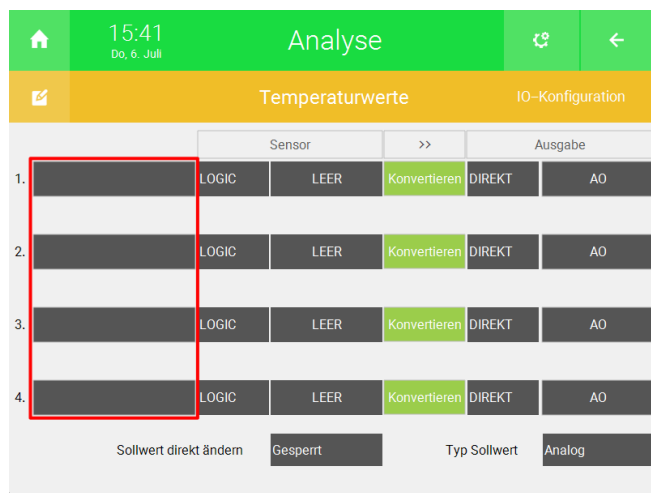 15:41
Do, 6. Juli
Analyse
Temperaturwerte
IO-Konfiguration
Sensor >> Ausgabe
1. LOGIC LEER Konvertieren DIREKT AO
2. LOGIC LEER Konvertieren DIREKT AO
3. LOGIC LEER Konvertieren DIREKT AO
4. LOGIC LEER Konvertieren DIREKT AO
Sollwert direkt ändern Gesperrt Typ Sollwert Analog